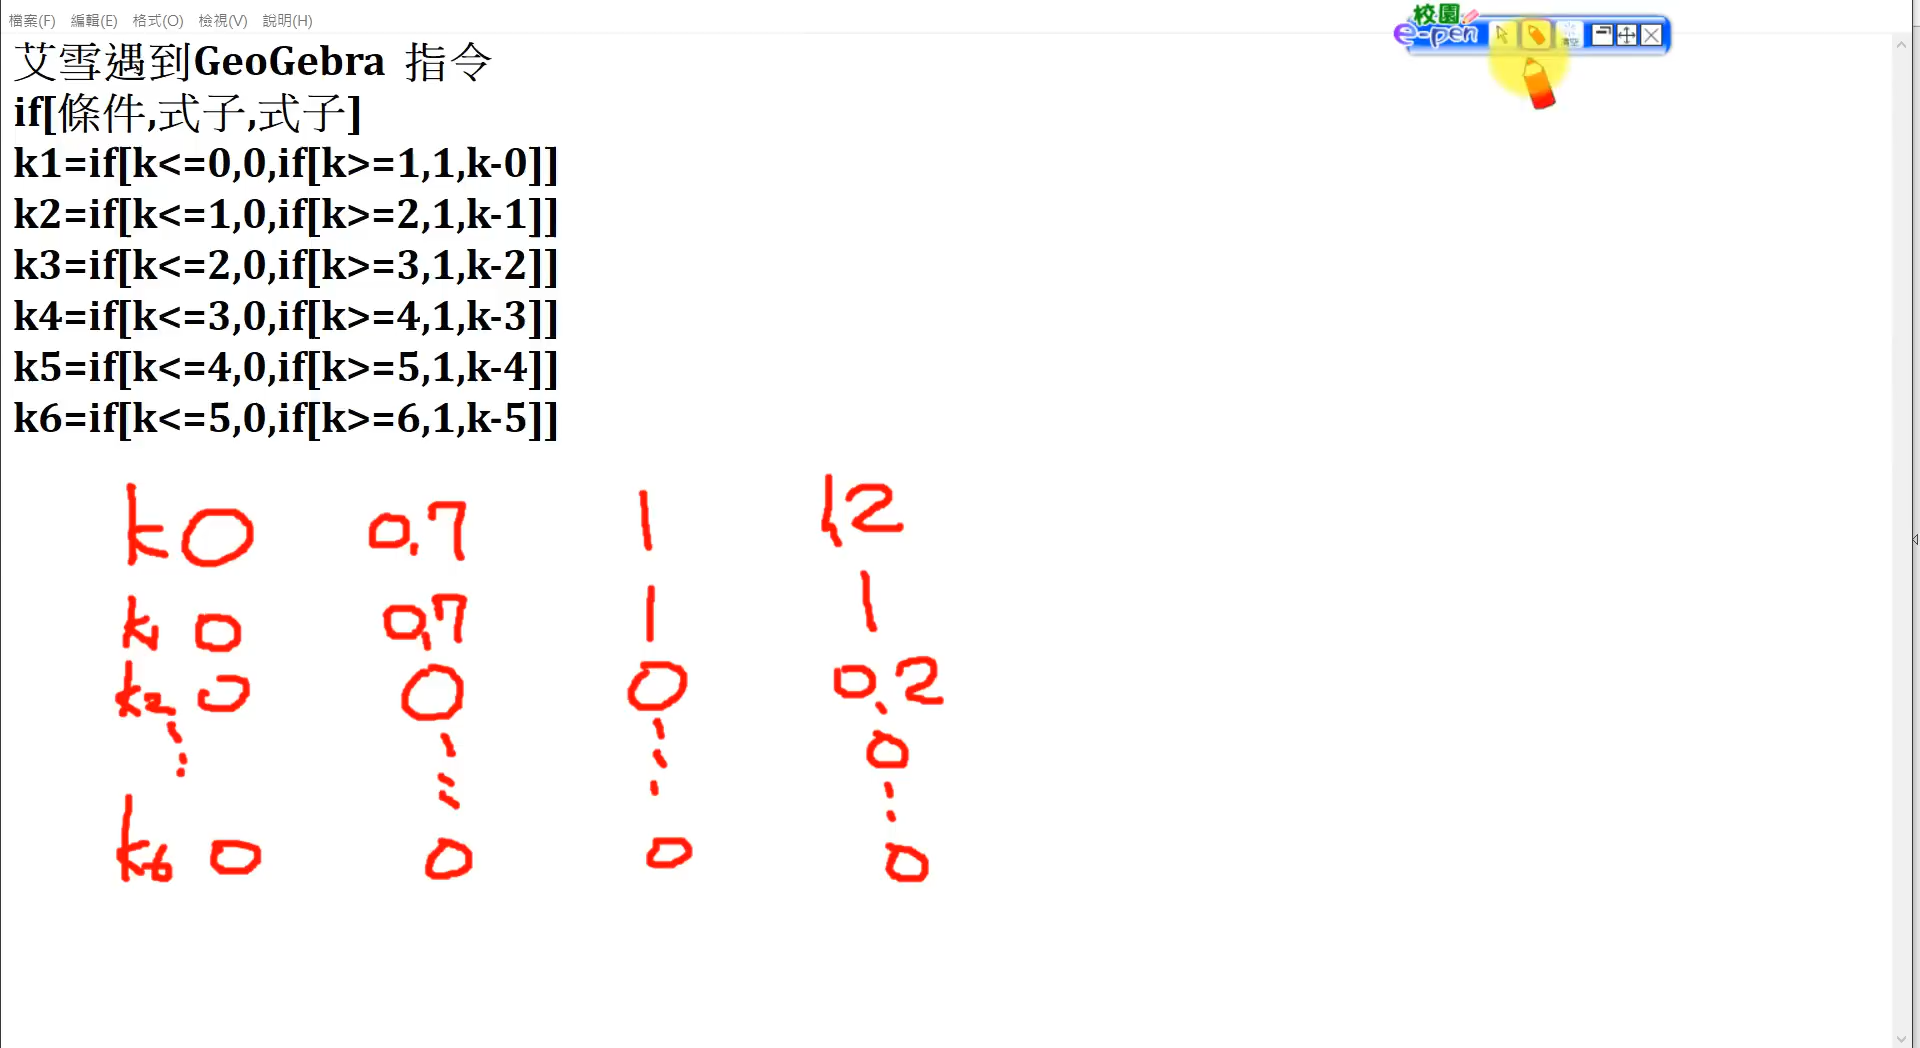 檔案(F) 編輯(E) 格式(O) 檢視(V) 說明(H)
校園
e-pen 清空
艾雪遇到GeoGebra 指令
if[條件,式子,式子]
k1=if[k<=0,0,if[k>=1,1,k-0]]
k2=if[k<=1,0,if[k>=2,1,k-1]]
k3=if[k<=2,0,if[k>=3,1,k-2]]
k4=if[k<=3,0,if[k>=4,1,k-3]]
k5=if[k<=4,0,if[k>=5,1,k-4]]
k6=if[k<=5,0,if[k>=6,1,k-5]]
k 0 0.7 1 1.2
k1 0 0.7 1 1
k2 0 0 0 0.2
0
k6 0 0 0 0